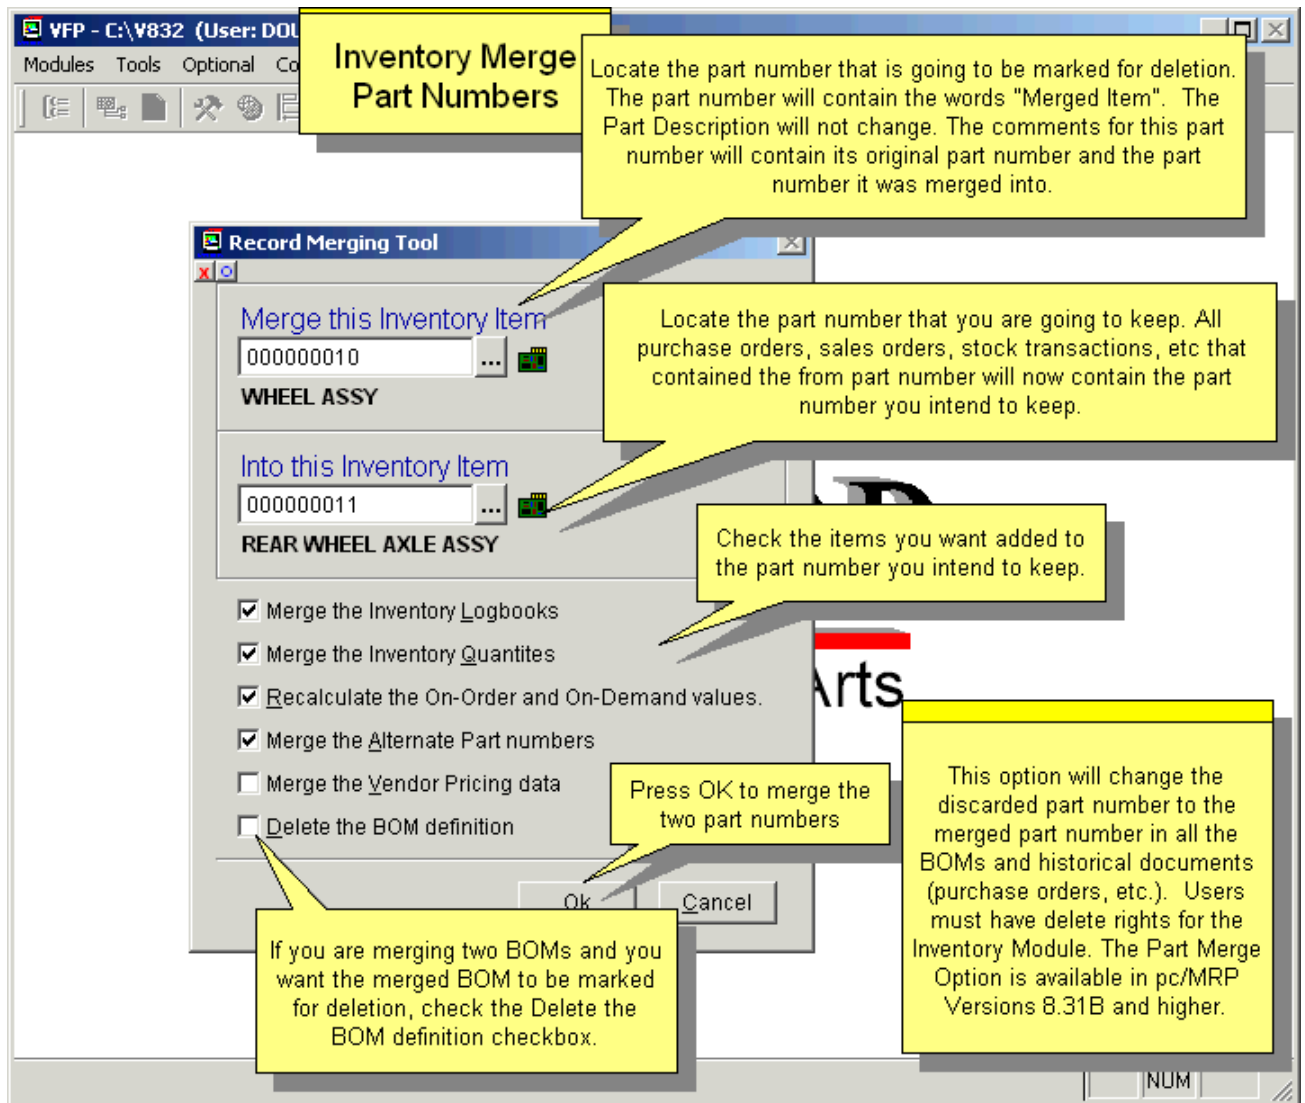 VFP - C:\V832 (User: DOU
Modules Tools Optional Co
Inventory Merge
Part Numbers
Locate the part number that is going to be marked for deletion.
The part number will contain the words "Merged Item". The
Part Description will not change. The comments for this part
number will contain its original part number and the part
number it was merged into.
Record Merging Tool
Merge this Inventory Item
000000010
...
WHEEL ASSY
Locate the part number that you are going to keep. All
purchase orders, sales orders, stock transactions, etc that
contained the from part number will now contain the part
number you intend to keep.
Into this Inventory Item
000000011
...
REAR WHEEL AXLE ASSY
Check the items you want added to
the part number you intend to keep.
Merge the Inventory Logbooks
Merge the Inventory Quantites
Recalculate the On-Order and On-Demand values.
Merge the Alternate Part numbers
Merge the Vendor Pricing data
Delete the BOM definition
Arts
Press OK to merge the
two part numbers
Ok
Cancel
If you are merging two BOMs and you
want the merged BOM to be marked
for deletion, check the Delete the
BOM definition checkbox.
This option will change the
discarded part number to the
merged part number in all the
BOMs and historical documents
(purchase orders, etc.). Users
must have delete rights for the
Inventory Module. The Part Merge
Option is available in pc/MRP
Versions 8.31B and higher.
NUM